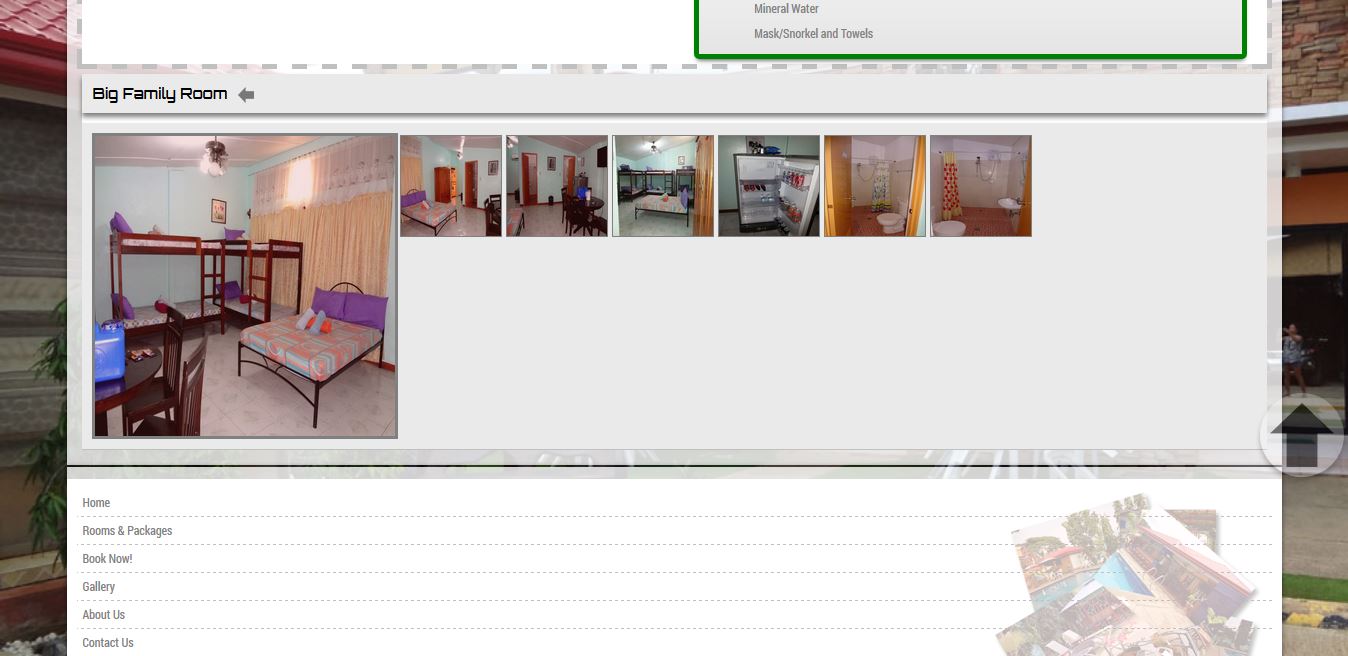 Mineral Water
Mask/Snorkel and Towels
Big Family Room
Home
Rooms & Packages
Book Now!
Gallery
About Us
Contact Us